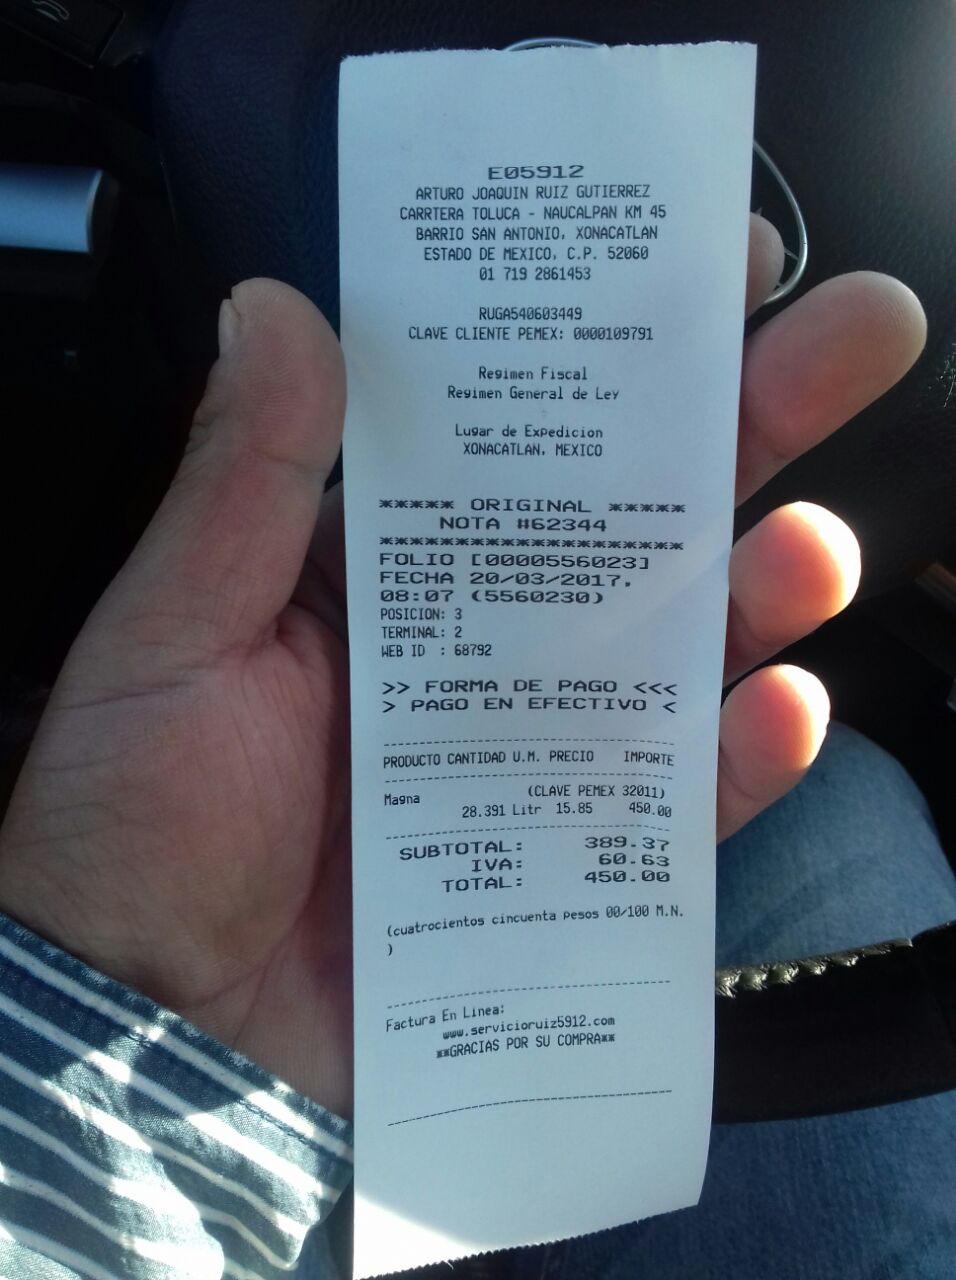 E05912
ARTURO JOAQUIN RUIZ GUTIERREZ
CARRTERA TOLUCA - NAUCALPAN KM 45
BARRIO SAN ANTONIO, XONACATLAN
ESTADO DE MEXICO, C.P. 52060
01 719 2861453
RUGA540603449
CLAVE CLIENTE PEMEX: 0000109791
Regimen Fiscal
Regimen General de Ley
Lugar de Expedicion
XONACATLAN, MEXICO
***** ORIGINAL *****
NOTA #62344
********************
FOLIO [0000556023]
FECHA 20/03/2017,
08:07 (5560230)
POSICION: 3
TERMINAL: 2
WEB ID : 68792
>> FORMA DE PAGO <<<
> PAGO EN EFECTIVO <
PRODUCTO CANTIDAD U.M. PRECIO IMPORTE
Magna (CLAVE PEMEX 32011)
28.391 Litr 15.85 450.00
SUBTOTAL: 389.37
IVA: 60.63
TOTAL: 450.00
(cuatrocientos cincuenta pesos 00/100 M.N.
)
Factura En Linea:
www.servicioruiz5912.com
**GRACIAS POR SU COMPRA**